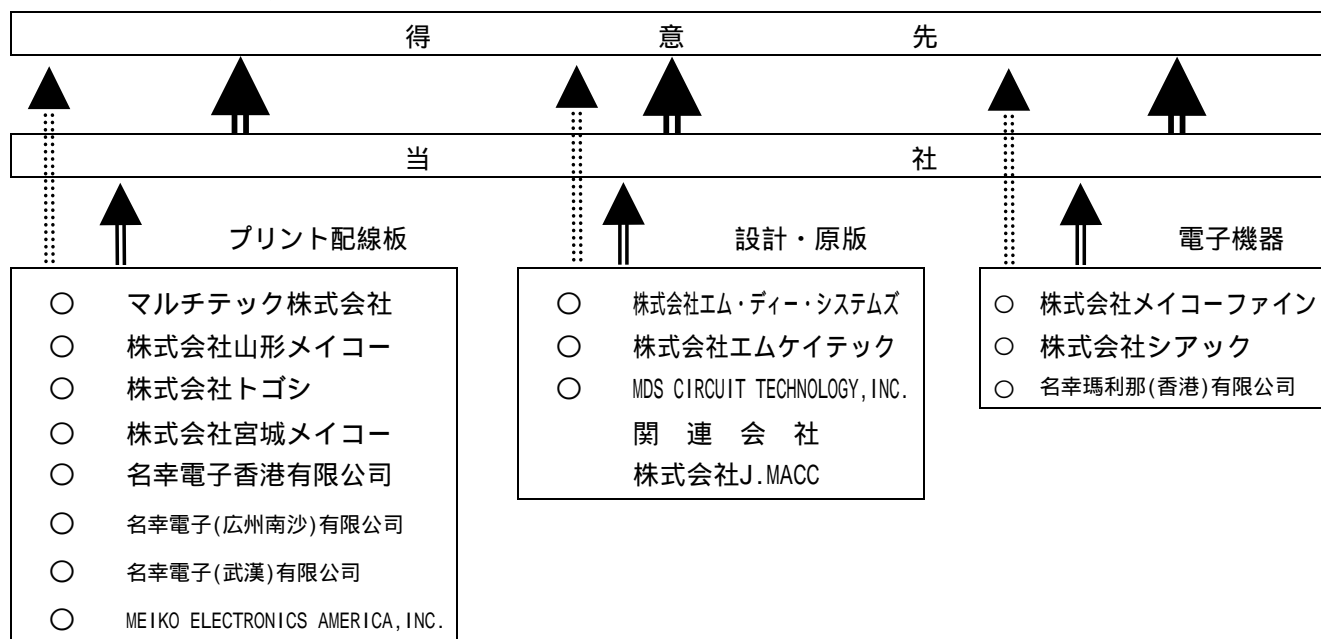 得意先
当社
プリント配線板
○ マルチテック株式会社
○ 株式会社山形メイコー
○ 株式会社トゴシ
○ 株式会社宮城メイコー
○ 名幸電子香港有限公司
○ 名幸電子(広州南沙)有限公司
○ 名幸電子(武漢)有限公司
○ MEIKO ELECTRONICS AMERICA,INC.
設計・原版
○ 株式会社エム・ディー・システムズ
○ 株式会社エムケイテック
○ MDS CIRCUIT TECHNOLOGY,INC.
関連会社
株式会社J.MACC
電子機器
○ 株式会社メイコーファイン
○ 株式会社シアック
○ 名幸瑪利那(香港)有限公司